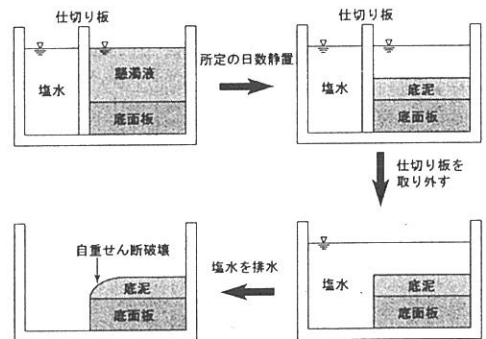 仕切り板
塩水
懸濁液
底面板
所定の日数静置
仕切り板
塩水
底泥
底面板
仕切り板を
取り外す
塩水
底泥
底面板
塩水を排水
自重せん断破壊
底泥
底面板